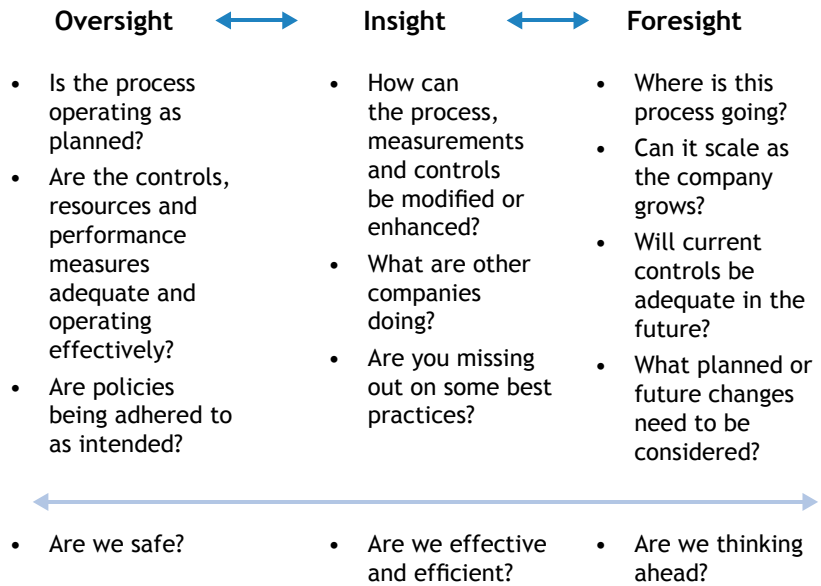 Oversight
Insight
Foresight
• Is the process
operating as
planned?
• Are the controls,
resources and
performance
measures
adequate and
operating
effectively?
• Are policies
being adhered to
as intended?
• How can
the process,
measurements
and controls
be modified or
enhanced?
• What are other
companies
doing?
• Are you missing
out on some best
practices?
• Where is this
process going?
• Can it scale as
the company
grows?
• Will current
controls be
adequate in the
future?
• What planned or
future changes
need to be
considered?
• Are we safe?
• Are we effective
and efficient?
• Are we thinking
ahead?